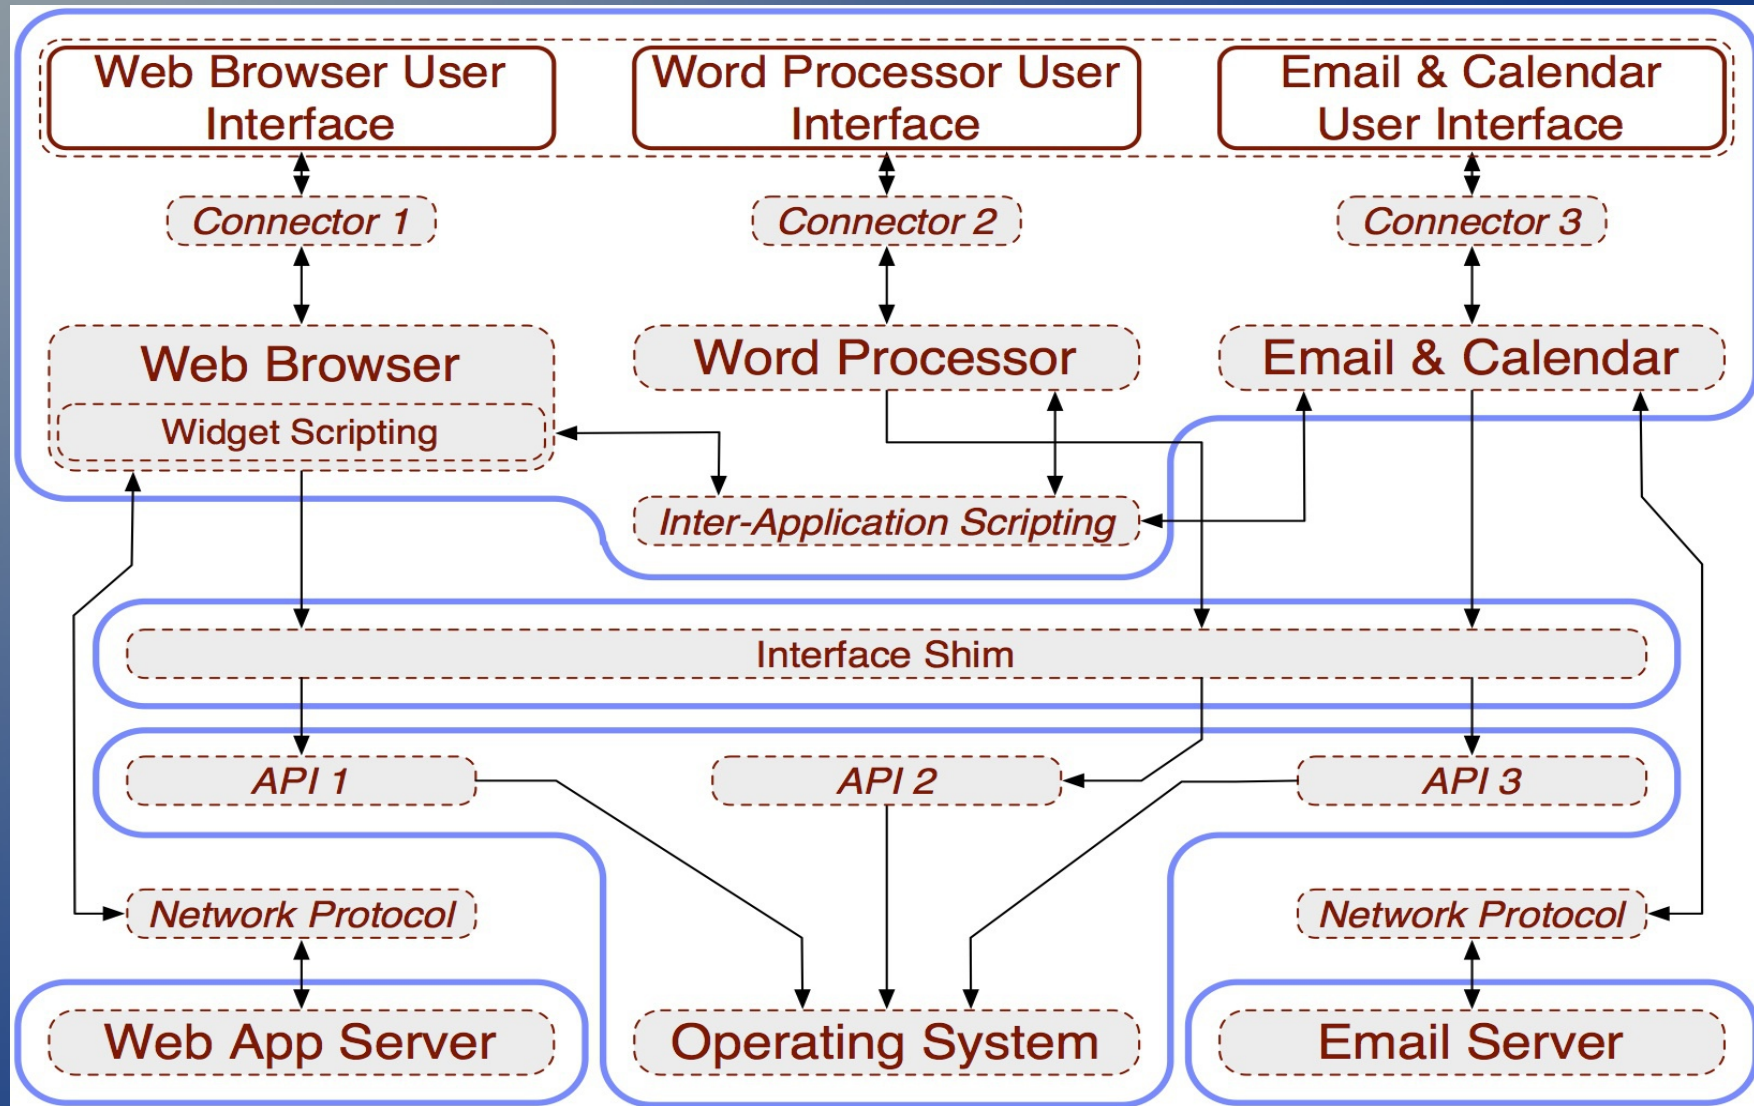 Web Browser User
Interface
Word Processor User
Interface
Email & Calendar
User Interface
Connector 1
Connector 2
Connector 3
Web Browser
Widget Scripting
Word Processor
Email & Calendar
Inter-Application Scripting
Interface Shim
API 1
API 2
API 3
Network Protocol
Network Protocol
Web App Server
Operating System
Email Server